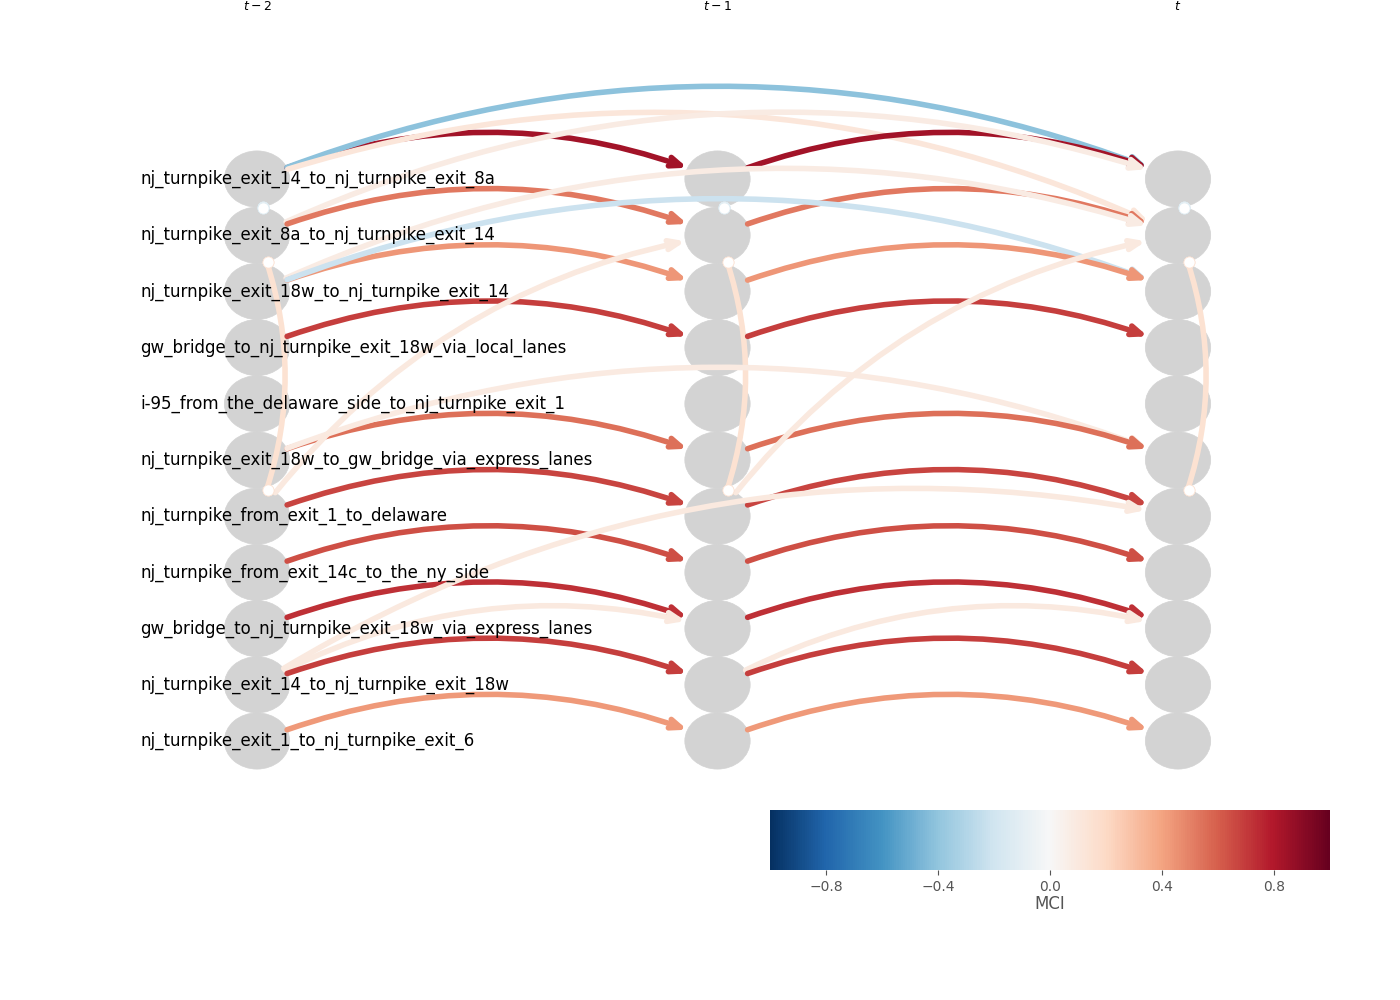 t − 2 t − 1 t
nj_turnpike_exit_14_to_nj_turnpike_exit_8a
nj_turnpike_exit_8a_to_nj_turnpike_exit_14
nj_turnpike_exit_18w_to_nj_turnpike_exit_14
gw_bridge_to_nj_turnpike_exit_18w_via_local_lanes
i-95_from_the_delaware_side_to_nj_turnpike_exit_1
nj_turnpike_exit_18w_to_gw_bridge_via_express_lanes
nj_turnpike_from_exit_1_to_delaware
nj_turnpike_from_exit_14c_to_the_ny_side
gw_bridge_to_nj_turnpike_exit_18w_via_express_lanes
nj_turnpike_exit_14_to_nj_turnpike_exit_18w
nj_turnpike_exit_1_to_nj_turnpike_exit_6
−0.8 −0.4 0.0 0.4 0.8
MCI